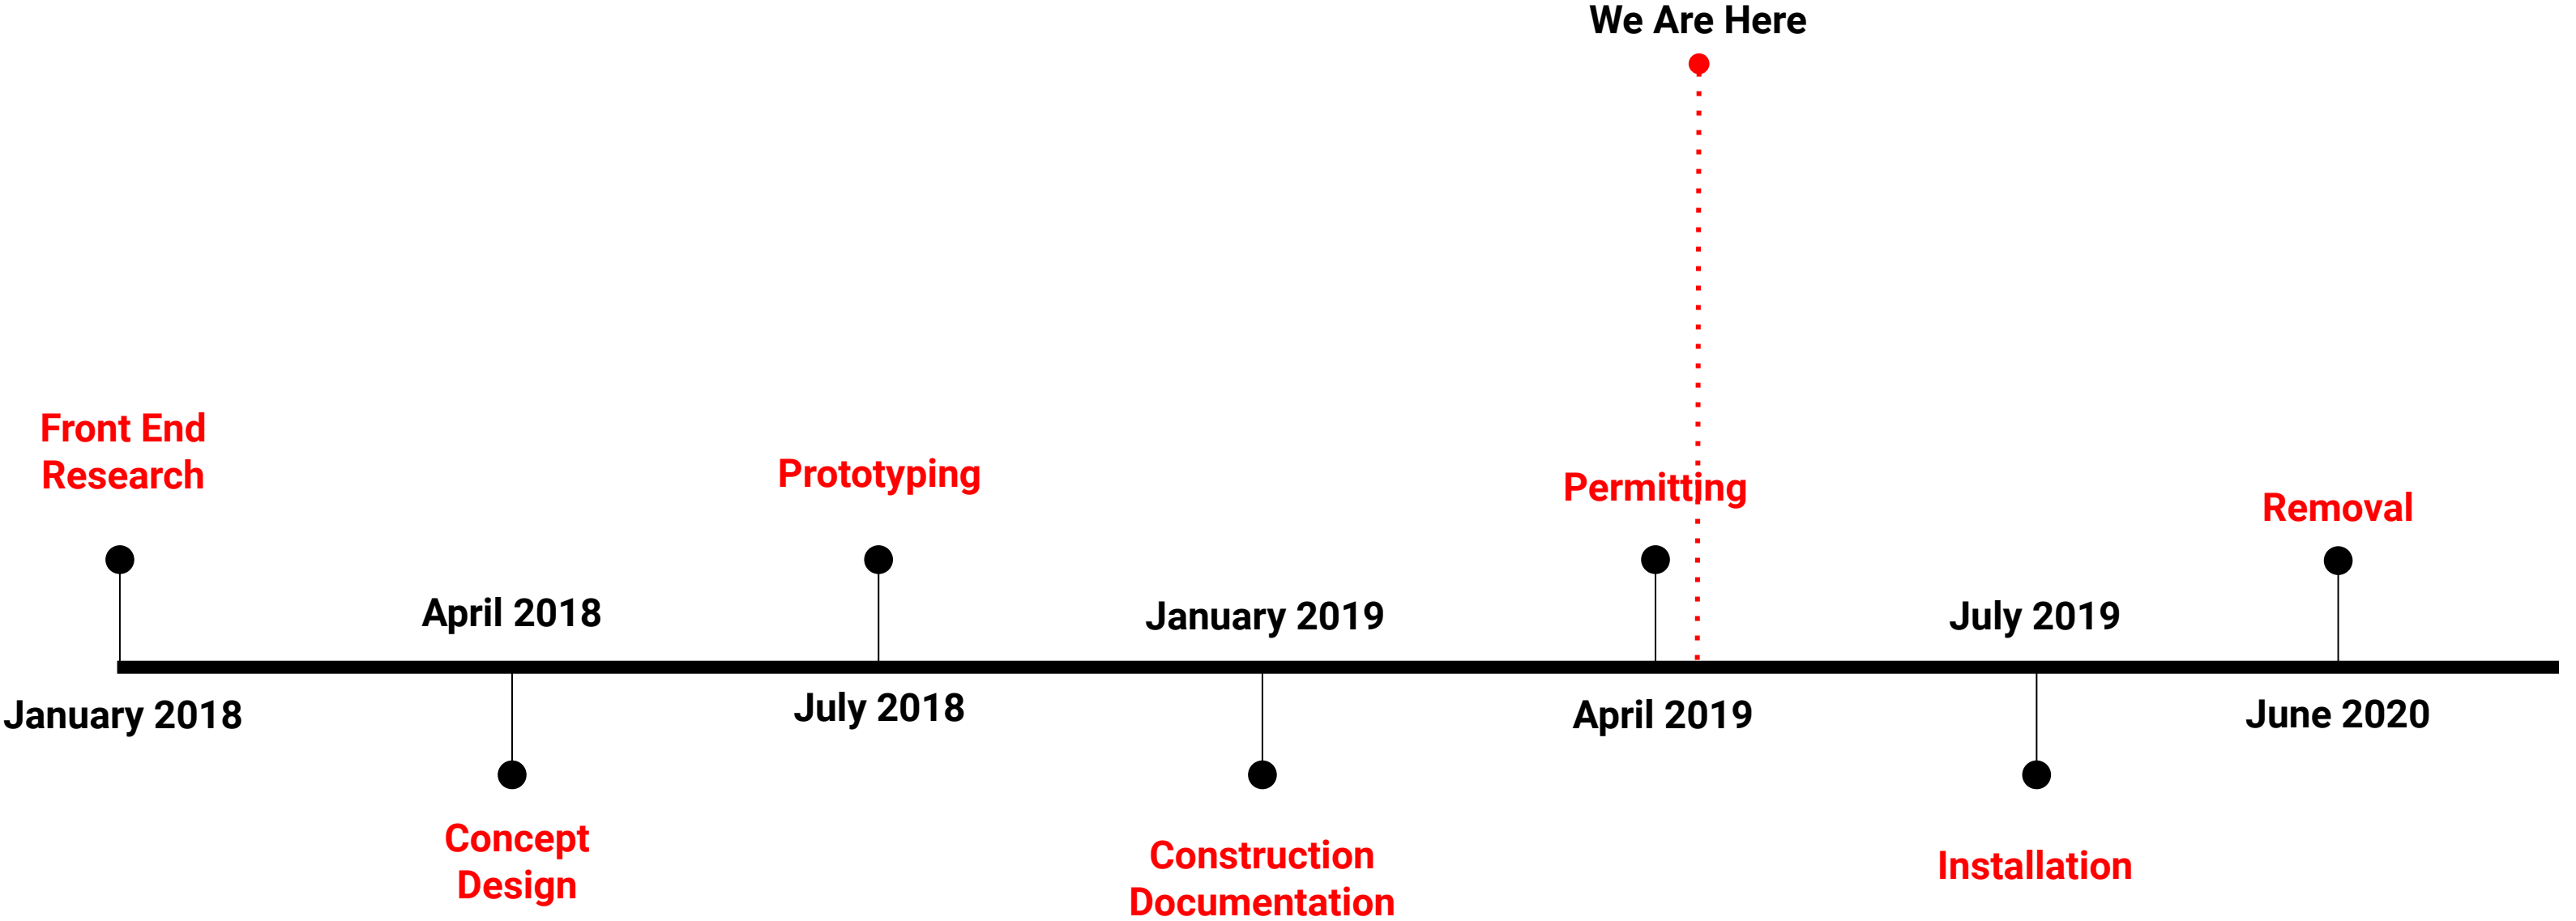 We Are Here
Front End
Research
Prototyping
Permitting
Removal
April 2018
January 2019
July 2019
January 2018
July 2018
April 2019
June 2020
Concept
Design
Construction
Documentation
Installation